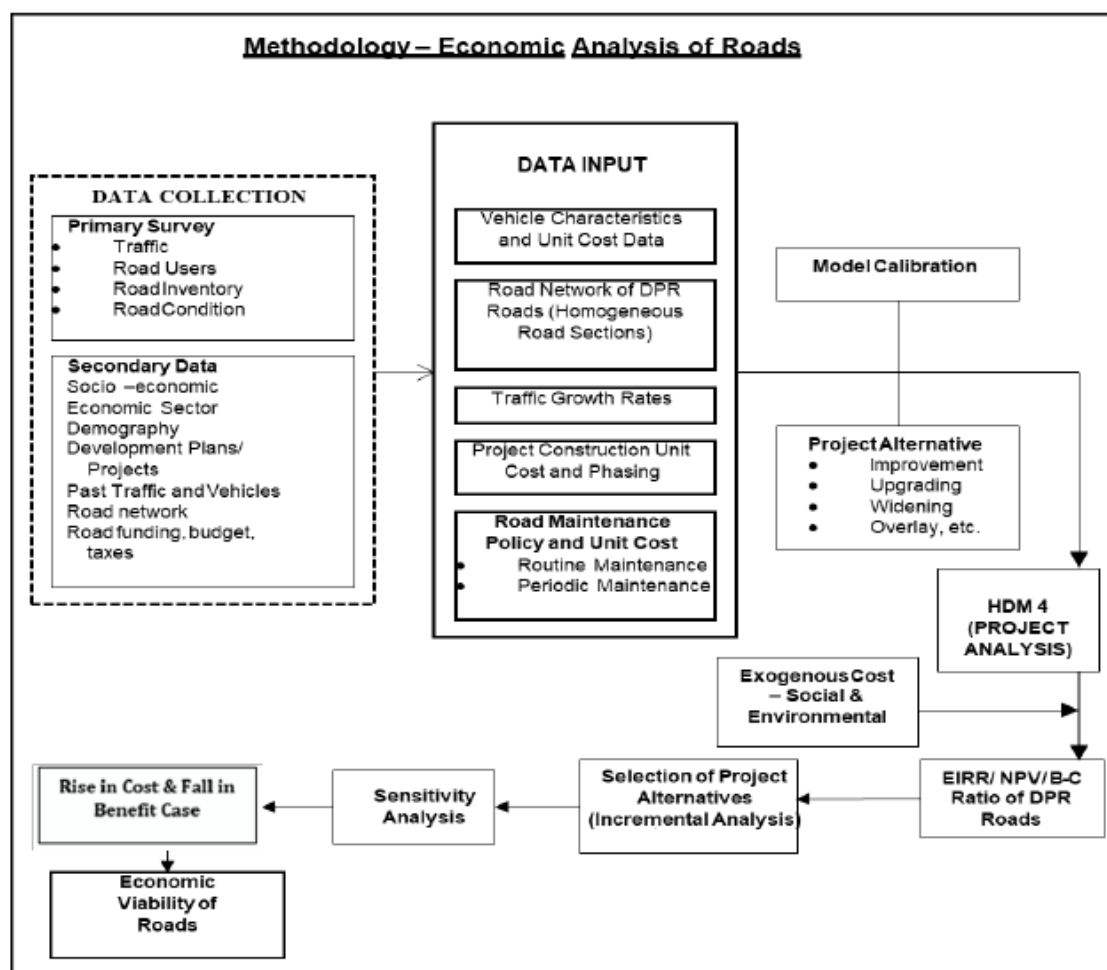 Methodology – Economic Analysis of Roads
DATA COLLECTION
Primary Survey
• Traffic
• Road Users
• Road Inventory
• Road Condition
Secondary Data
Socio –economic
Economic Sector
Demography
Development Plans/
Projects
Past Traffic and Vehicles
Road network
Road funding, budget,
taxes
DATA INPUT
Vehicle Characteristics
and Unit Cost Data
Road Network of DPR
Roads (Homogeneous
Road Sections)
Traffic Growth Rates
Project Construction Unit
Cost and Phasing
Road Maintenance
Policy and Unit Cost
• Routine Maintenance
• Periodic Maintenance
Model Calibration
Project Alternative
• Improvement
• Upgrading
• Widening
• Overlay, etc.
HDM 4
(PROJECT
ANALYSIS)
Exogenous Cost
– Social &
Environmental
EIRR/ NPV/B-C
Ratio of DPR
Roads
Selection of Project
Alternatives
(Incremental Analysis)
Sensitivity
Analysis
Rise in Cost & Fall in
Benefit Case
Economic
Viability of
Roads